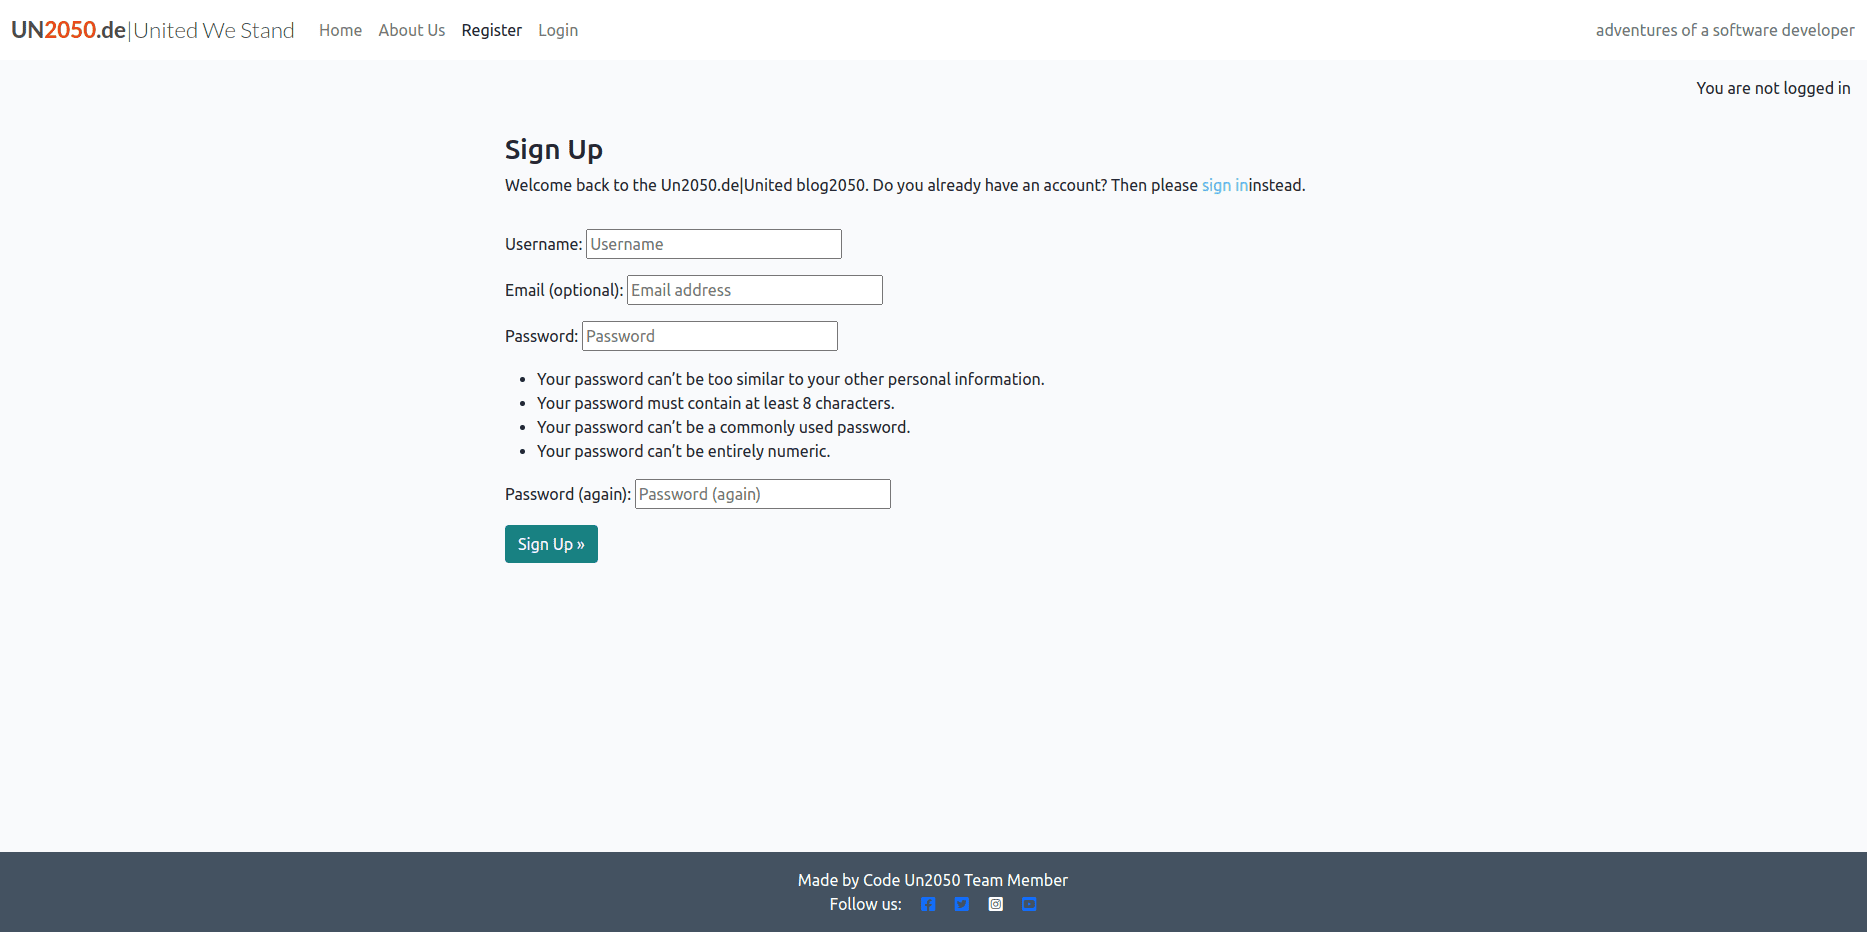 UN2050.de|United We Stand Home About Us Register Login adventures of a software developer
You are not logged in
Sign Up
Welcome back to the Un2050.de|United blog2050. Do you already have an account? Then please sign ininstead.
Username: Username
Email (optional): Email address
Password: Password
• Your password can’t be too similar to your other personal information.
• Your password must contain at least 8 characters.
• Your password can’t be a commonly used password.
• Your password can’t be entirely numeric.
Password (again): Password (again)
Sign Up »
Made by Code Un2050 Team Member
Follow us: